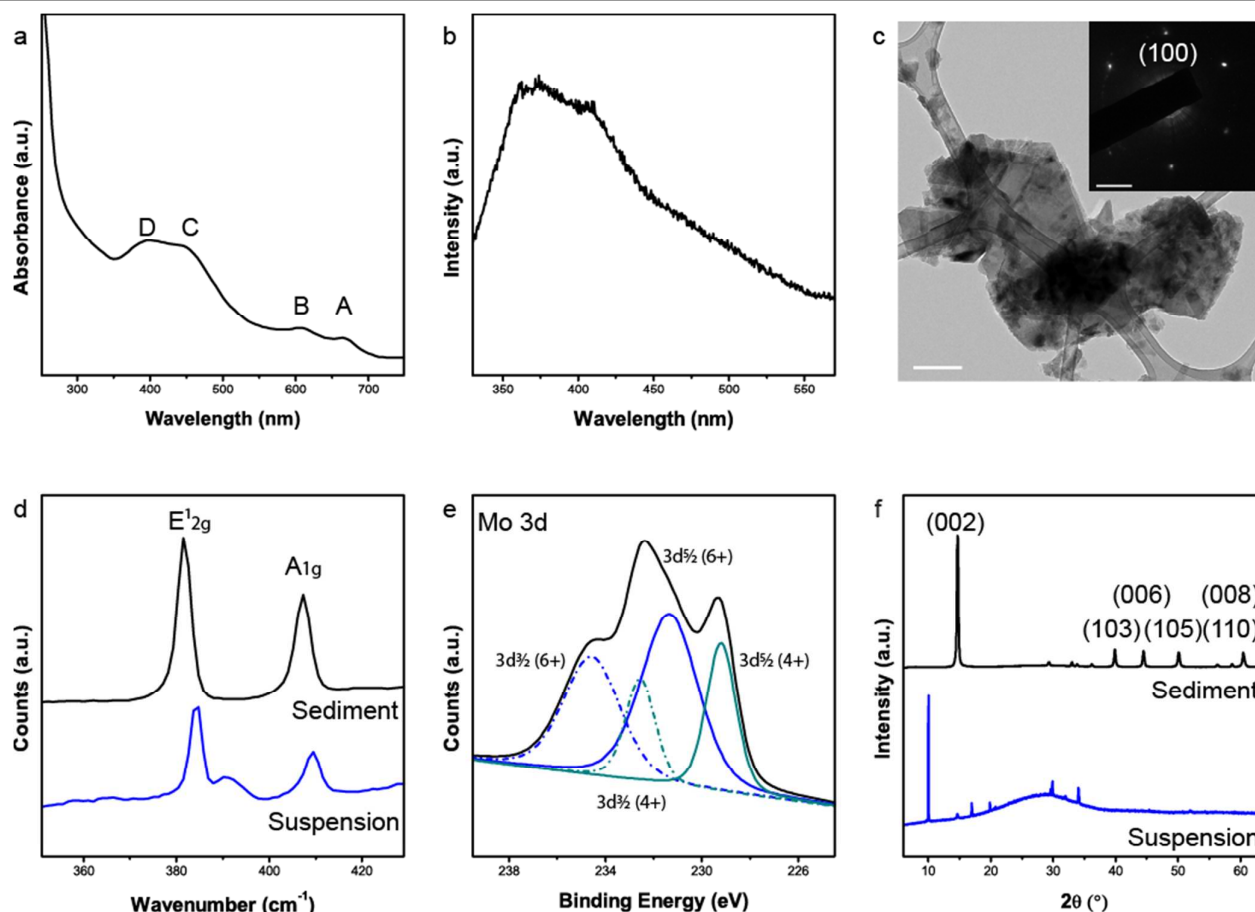 a
Absorbance (a.u.)
D
C
B
A
300
400
500
600
700
Wavelength (nm)
b
Intensity (a.u.)
350
400
450
500
550
Wavelength (nm)
c
(100)
d
Counts (a.u.)
E¹2g
A1g
Sediment
Suspension
360
380
400
420
Wavenumber (cm⁻¹)
e
Mo 3d
Counts (a.u.)
3d⁵⁄₂ (6+)
3d³⁄₂ (6+)
3d⁵⁄₂ (4+)
3d³⁄₂ (4+)
238
234
230
226
Binding Energy (eV)
f
Intensity (a.u.)
(002)
(006) (008)
(103) (105) (110)
Sediment
Suspension
10
20
30
40
50
60
2θ (°)